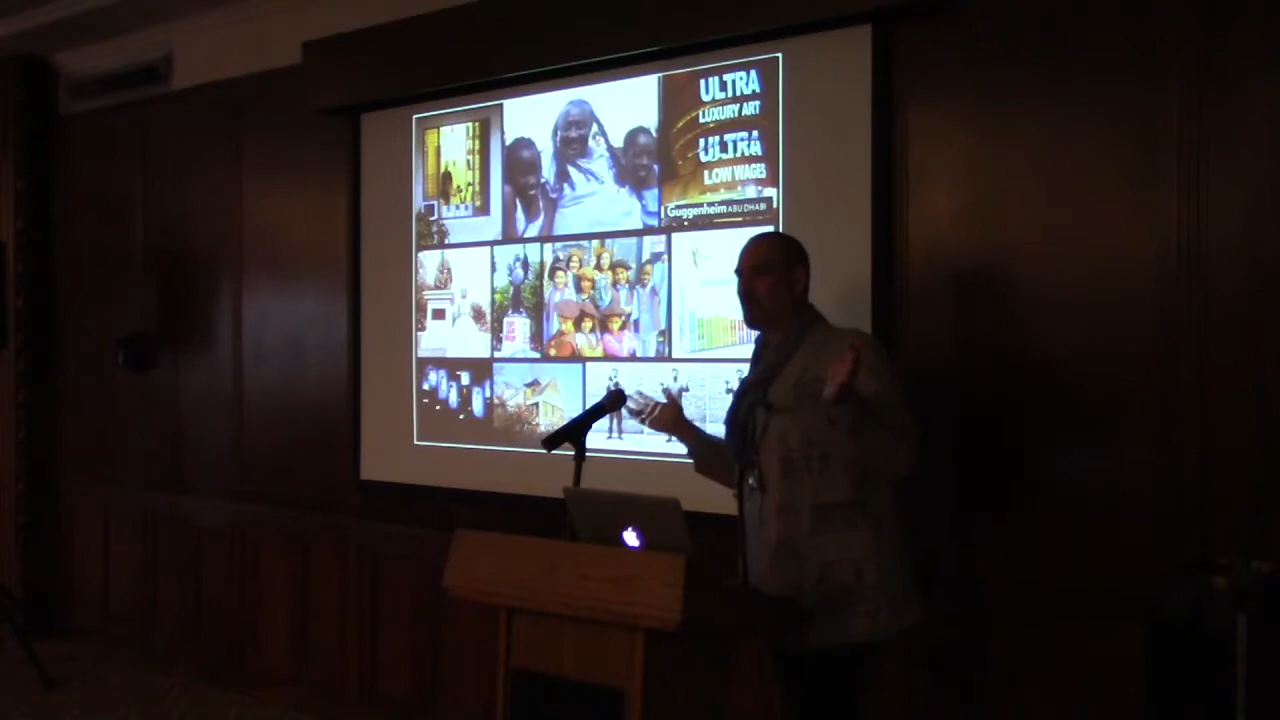 ULTRA
LUXURY ART
ULTRA
LOW WAGES
Guggenheim ABU DHABI